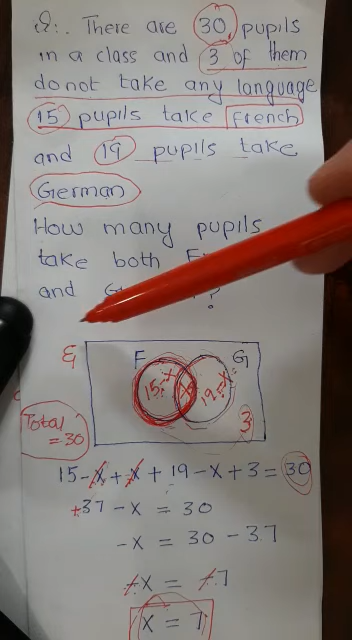 Q:. There are 30 pupils
in a class and 3 of them
do not take any language
15 pupils take french
and 19 pupils take
German
How many pupils
take both
and ?
ξ F G
15-x x 19-x
3
Total
= 30
15-x+x+19-x+3=30
+37-x = 30
-x = 30-37
-x = -7
x = 7